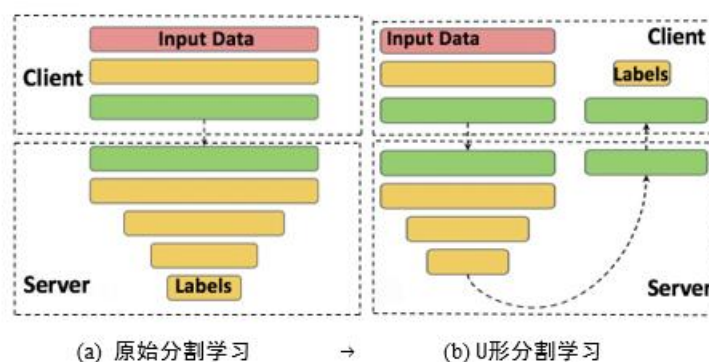 Input Data
Client
Server
Labels
Input Data
Client
Labels
Server
(a) 原始分割学习 → (b) U形分割学习